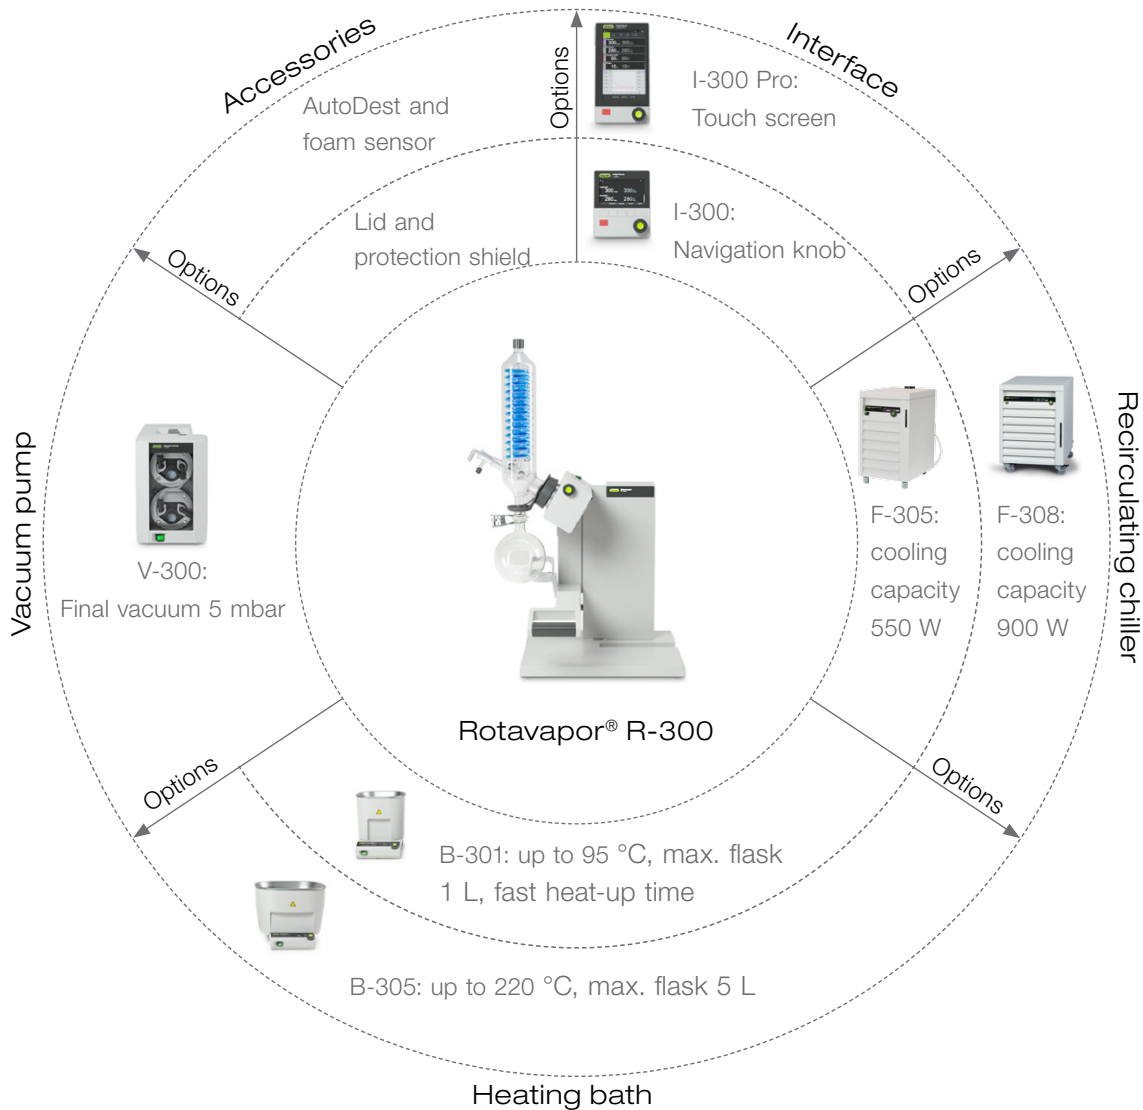 Accessories
Interface
Options
AutoDest and
foam sensor
I-300 Pro:
Touch screen
Lid and
protection shield
I-300:
Navigation knob
Options
Options
Vacuum pump
V-300:
Final vacuum 5 mbar
Recirculating chiller
F-305:
cooling
capacity
550 W
F-308:
cooling
capacity
900 W
Rotavapor® R-300
Options
Options
B-301: up to 95 °C, max. flask
1 L, fast heat-up time
B-305: up to 220 °C, max. flask 5 L
Heating bath